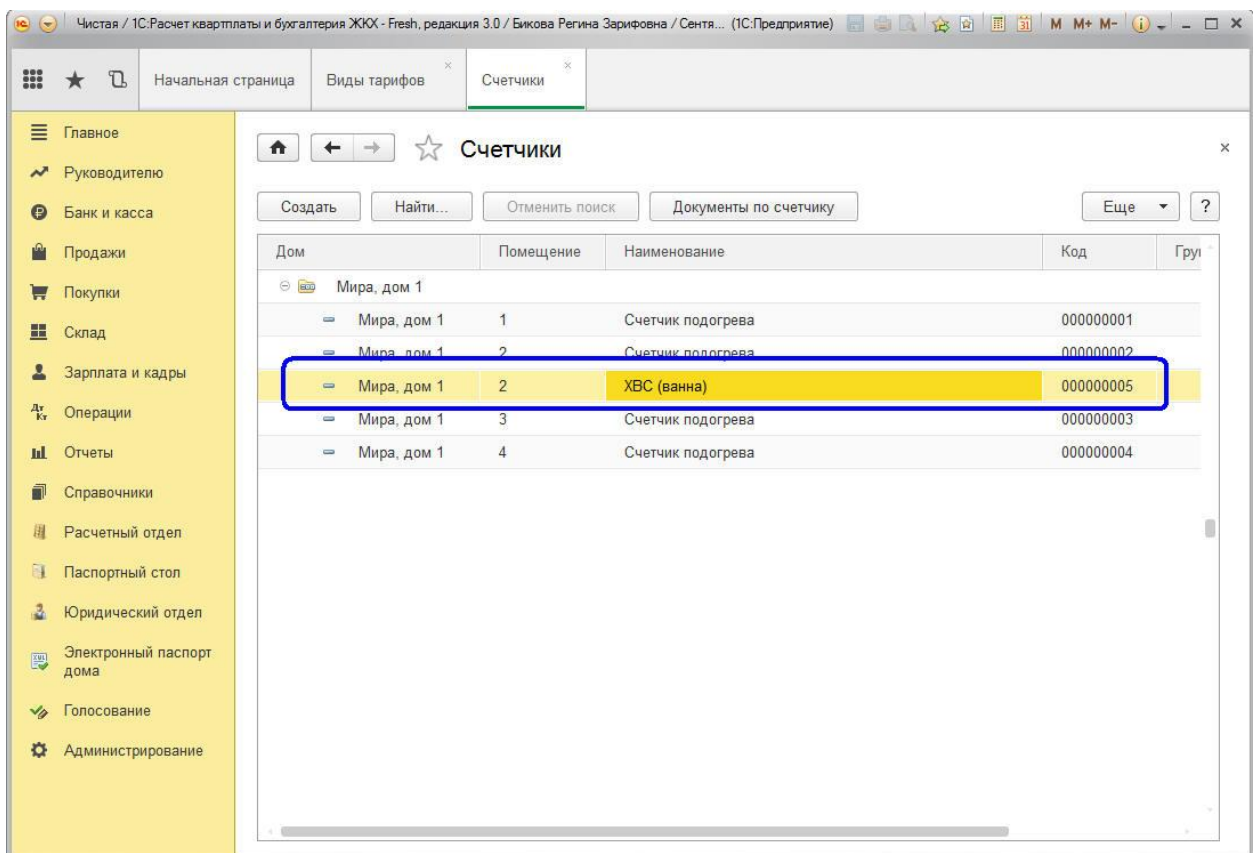 Чистая / 1С:Расчет квартплаты и бухгалтерия ЖКХ - Fresh, редакция 3.0 / Бикова Регина Зарифовна / Сентя... (1С:Предприятие) M M+ M-
Начальная страница Виды тарифов Счетчики
Главное
Руководителю
Банк и касса
Продажи
Покупки
Склад
Зарплата и кадры
Операции
Отчеты
Справочники
Расчетный отдел
Паспортный стол
Юридический отдел
Электронный паспорт
дома
Голосование
Администрирование
Счетчики
Создать Найти... Отменить поиск Документы по счетчику Еще ?
Дом Помещение Наименование Код Гру
Мира, дом 1
Мира, дом 1 1 Счетчик подогрева 000000001
Мира, дом 1 2 Счетчик подогрева 000000002
Мира, дом 1 2 ХВС (ванна) 000000005
Мира, дом 1 3 Счетчик подогрева 000000003
Мира, дом 1 4 Счетчик подогрева 000000004